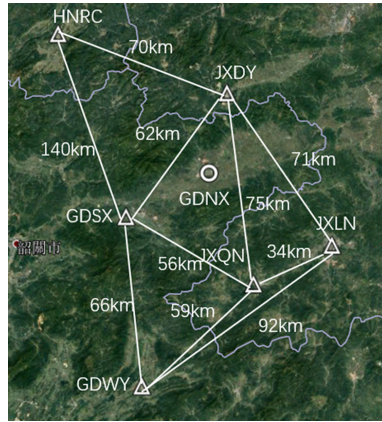 HNRC
70km
JXDY
62km
140km
71km
GDNX
75km
GDSX
JXLN
韶關市
JXQN
34km
56km
66km
59km
92km
GDWY